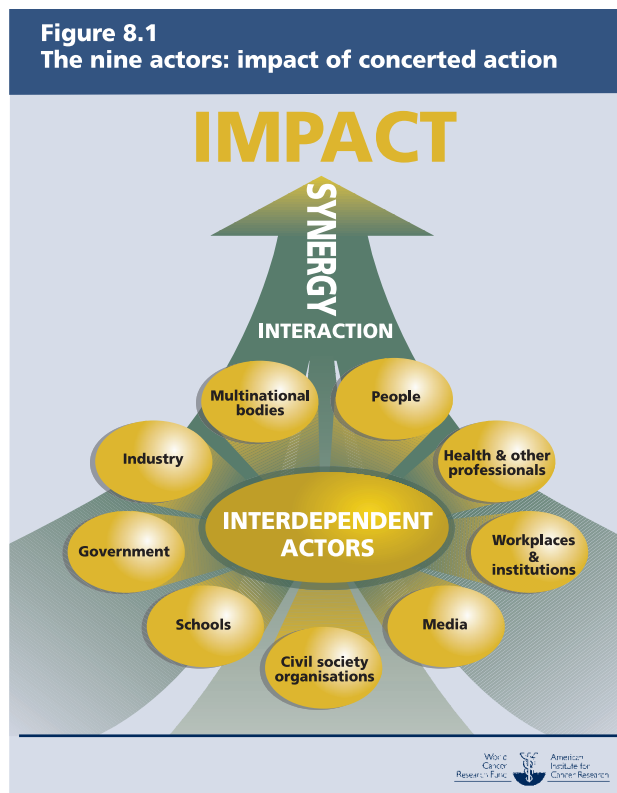 Figure 8.1
The nine actors: impact of concerted action
IMPACT
SYNERGY
INTERACTION
Multinational
bodies
People
Industry
Health & other
professionals
INTERDEPENDENT
ACTORS
Government
Workplaces
&
institutions
Schools
Media
Civil society
organisations
World
Cancer
Research Fund
American
Institute for
Cancer Research